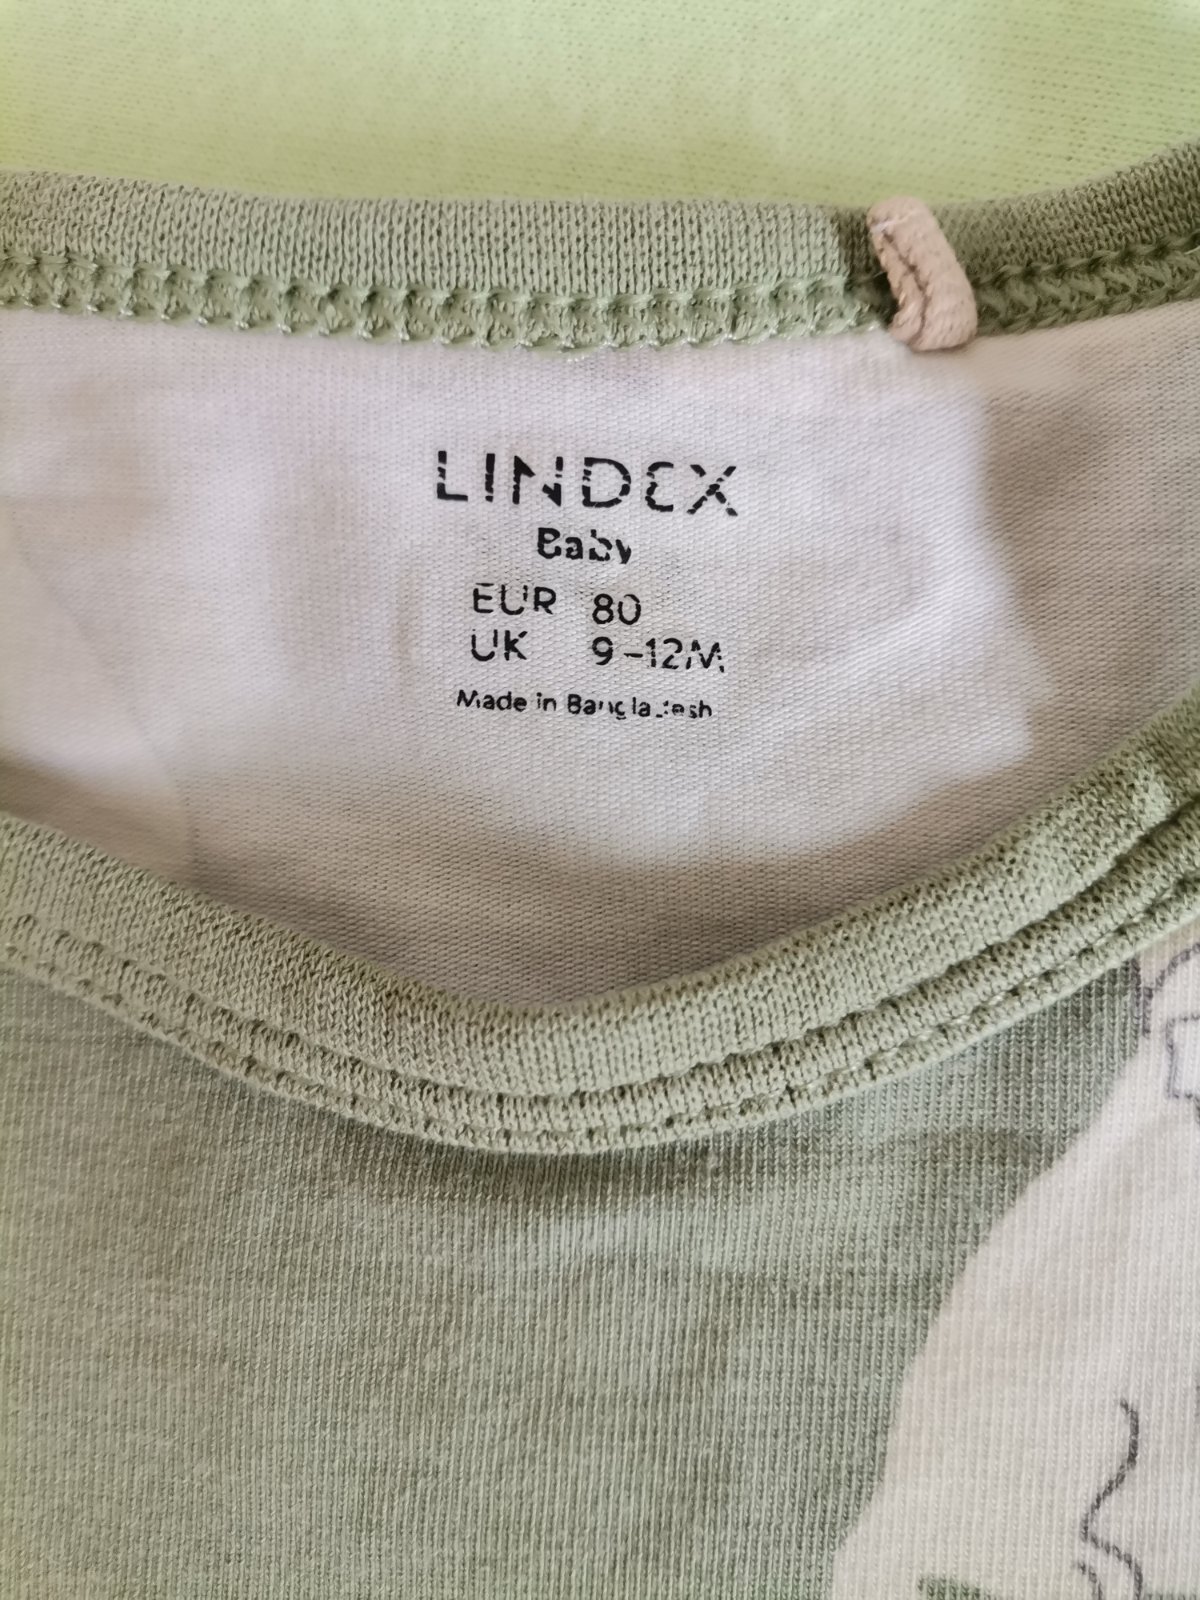 LINDEX
Baby
EUR 80
UK 9-12M
Made in Bangladesh